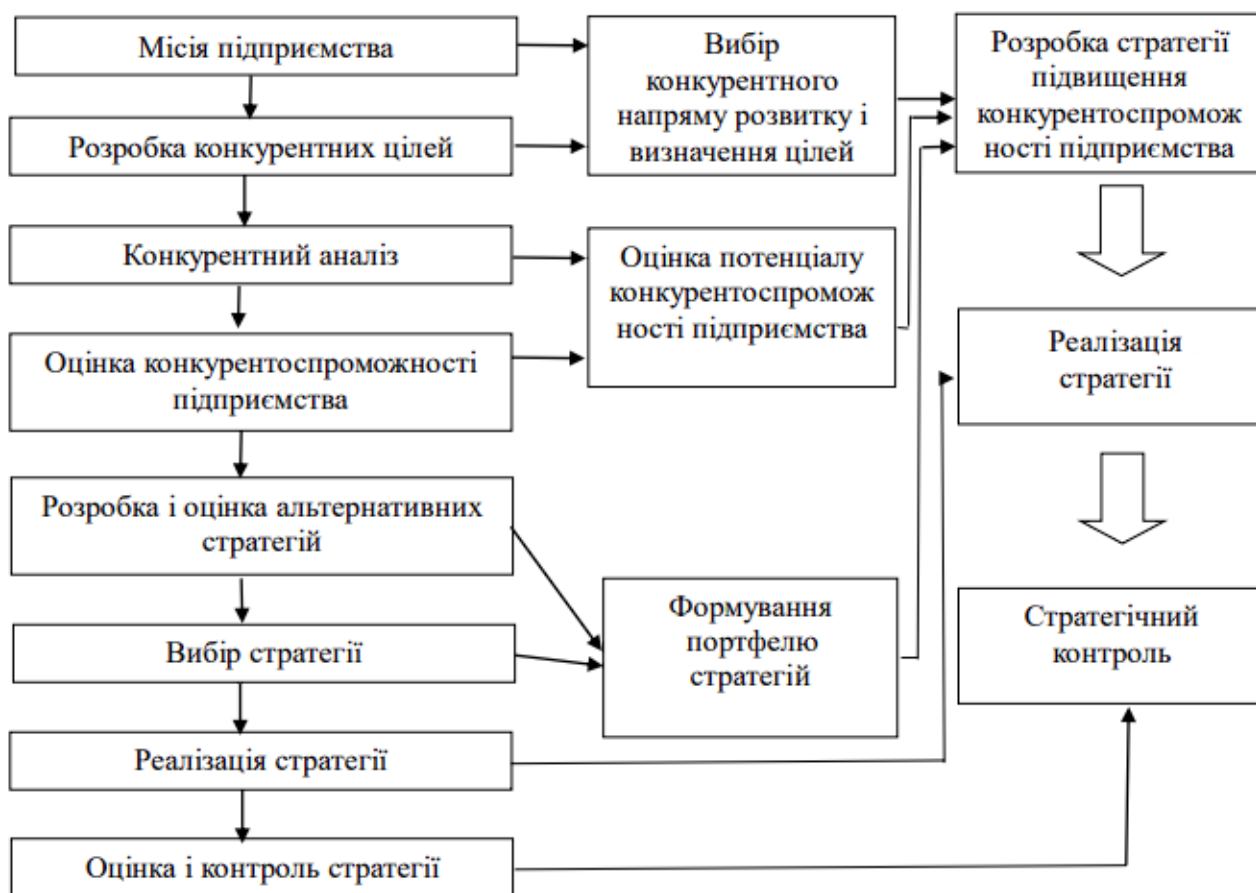 Місія підприємства
Розробка конкурентних цілей
Конкурентний аналіз
Оцінка конкурентоспроможності
підприємства
Розробка і оцінка альтернативних
стратегій
Вибір стратегії
Реалізація стратегії
Оцінка і контроль стратегії
Вибір
конкурентного
напряму розвитку і
визначення цілей
Оцінка потенціалу
конкурентоспромож
ності підприємства
Формування
портфелю
стратегій
Розробка стратегії
підвищення
конкурентоспромож
ності підприємства
Реалізація
стратегії
Стратегічний
контроль